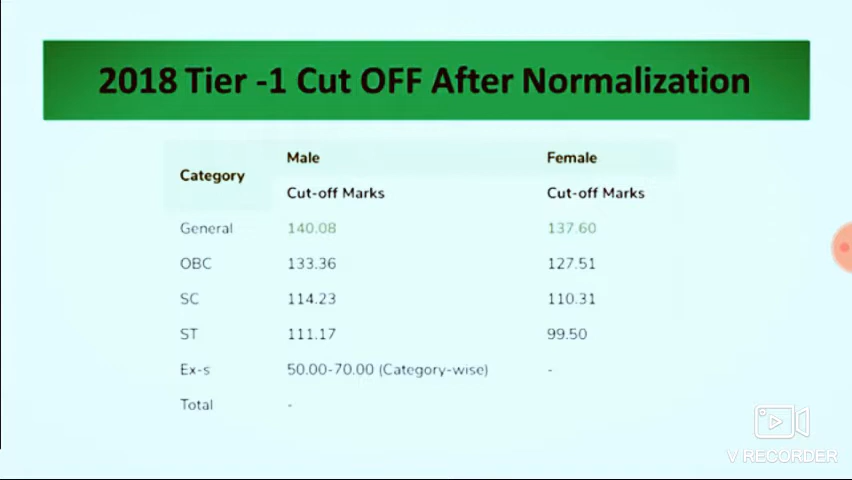 2018 Tier -1 Cut OFF After Normalization
Category Male Female
Cut-off Marks Cut-off Marks
General 140.08 137.60
OBC 133.36 127.51
SC 114.23 110.31
ST 111.17 99.50
Ex-s 50.00-70.00 (Category-wise) -
Total -
V RECORDER